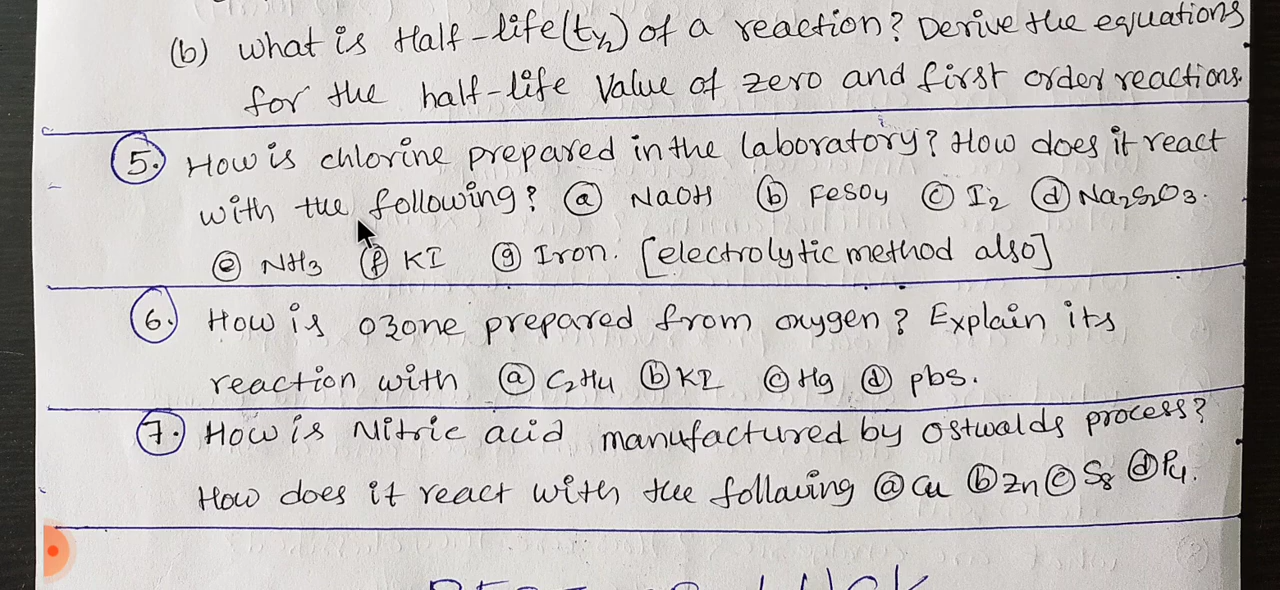 (b) what is Half-life(t½) of a reaction? Derive the equations
for the half-life Value of zero and first order reactions.
5. How is chlorine prepared in the laboratory? How does it react
with the following? (a) NaOH (b) FeSO4 (c) I2 (d) Na2S2O3.
(e) NH3 (f) KI (g) Iron. [electrolytic method also]
6. How is ozone prepared from oxygen? Explain its
reaction with (a) C2H4 (b) KI (c) Hg (d) pbs.
7. How is Nitric acid manufactured by ostwalds process?
How does it react with the follawing (a) Cu (b) Zn (c) S8 (d) P4.